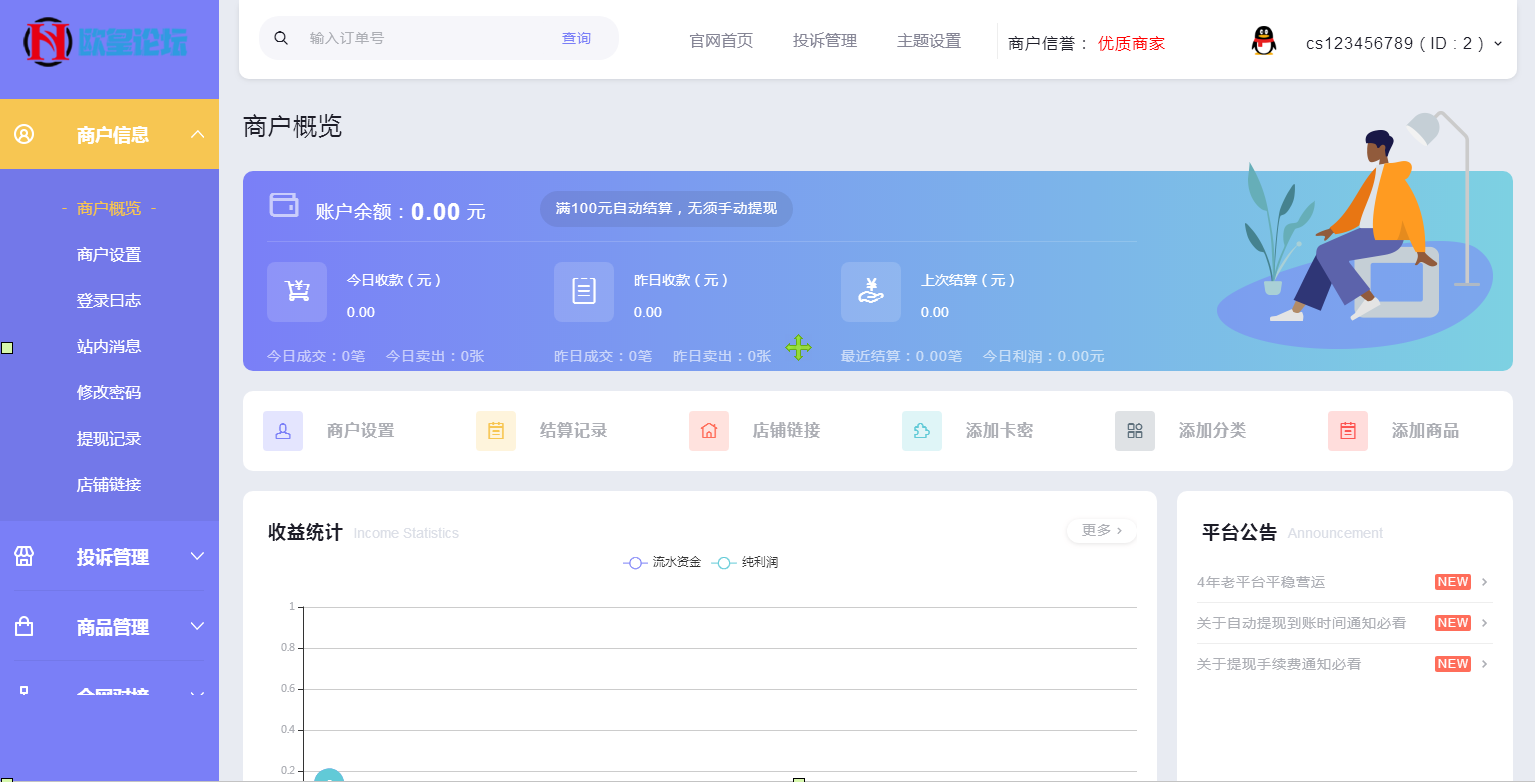 欧皇论坛
输入订单号 查询 官网首页 投诉管理 主题设置 商户信誉： 优质商家 cs123456789 ( ID : 2 )
商户信息
- 商户概览 -
商户设置
登录日志
站内消息
修改密码
提现记录
店铺链接
投诉管理
商品管理
全网对接
商户概览
账户余额：0.00 元 满100元自动结算，无须手动提现
今日收款（元） 昨日收款（元） 上次结算（元）
0.00 0.00 0.00
今日成交：0笔 今日卖出：0张 昨日成交：0笔 昨日卖出：0张 最近结算：0.00笔 今日利润：0.00元
商户设置 结算记录 店铺链接 添加卡密 添加分类 添加商品
收益统计 Income Statistics 更多 ›
流水资金 纯利润
1
0.8
0.6
0.4
0.2
平台公告 Announcement
4年老平台平稳营运 NEW ›
关于自动提现到账时间通知必看 NEW ›
关于提现手续费通知必看 NEW ›